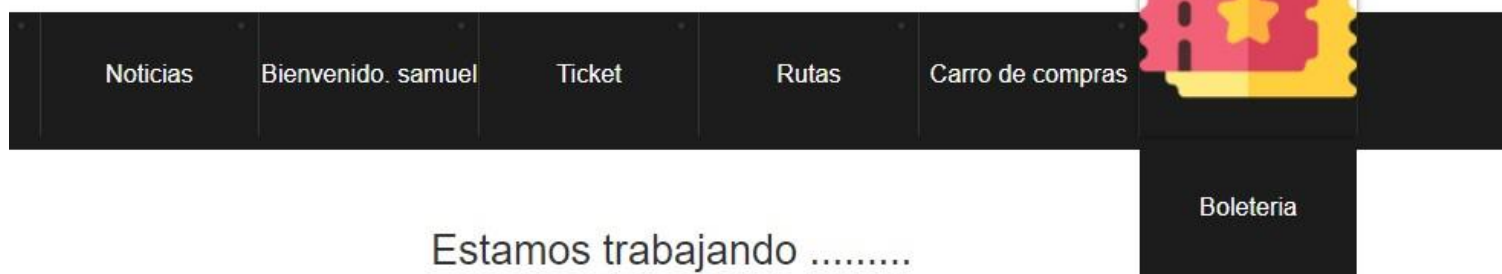 Noticias
Bienvenido. samuel
Ticket
Rutas
Carro de compras
Boleteria
Estamos trabajando .........